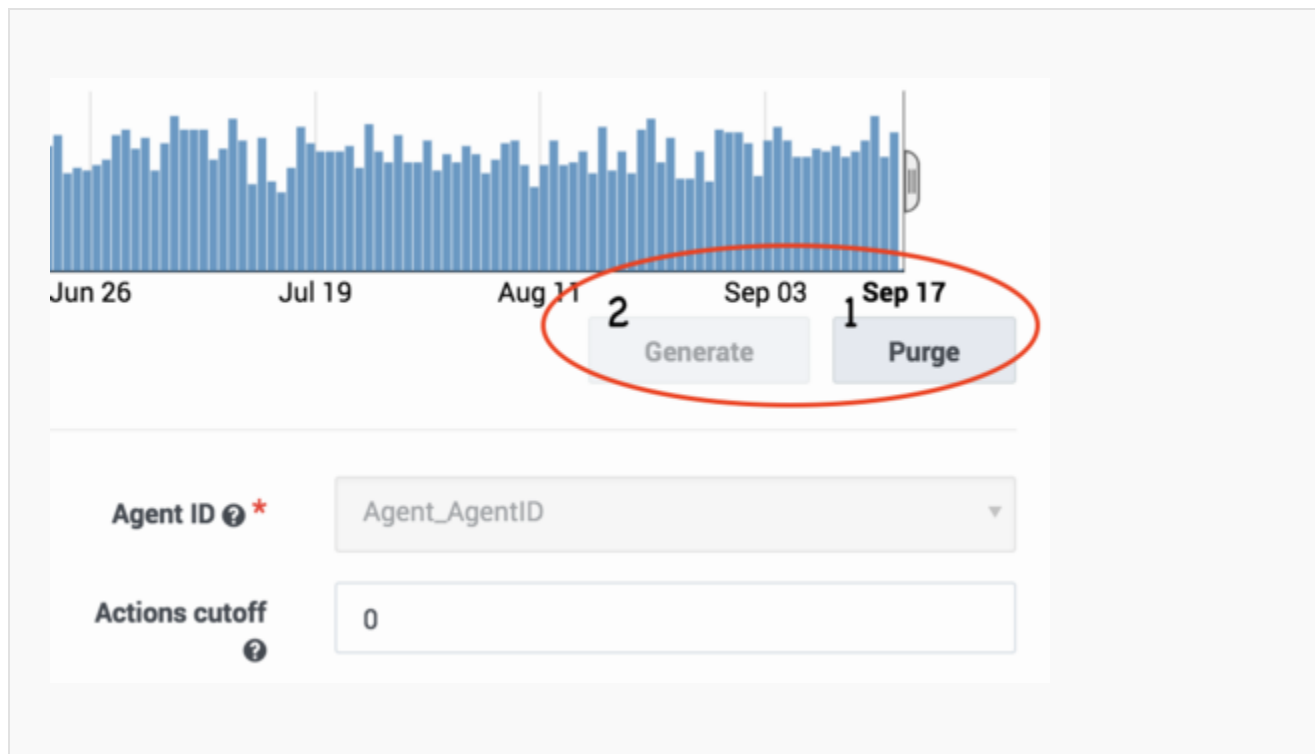 Jun 26 Jul 19 Aug 11 Sep 03 Sep 17
2 1
Generate Purge
Agent ID ? * Agent_AgentID
Actions cutoff 0
?